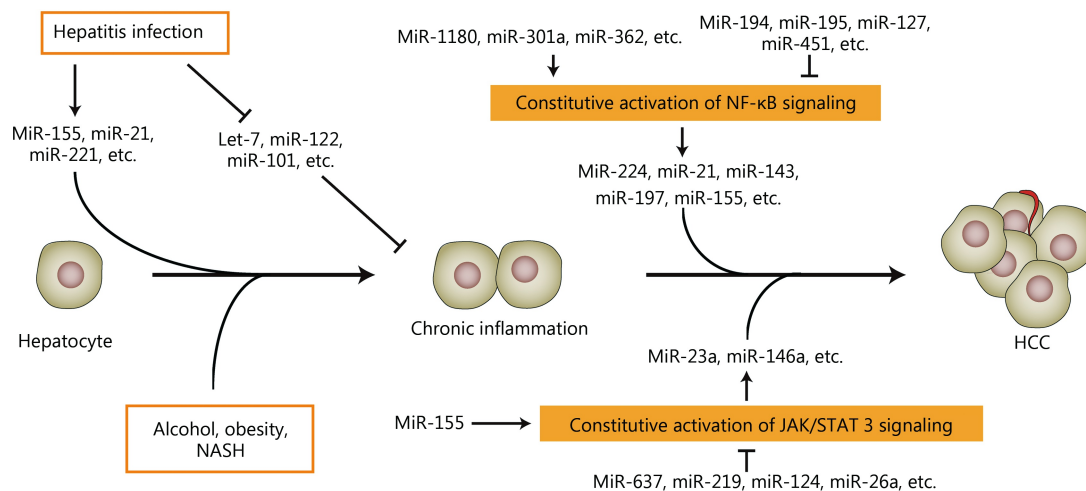 Hepatitis infection
MiR-155, miR-21,
miR-221, etc.
Let-7, miR-122,
miR-101, etc.
Hepatocyte
Alcohol, obesity,
NASH
Chronic inflammation
MiR-1180, miR-301a, miR-362, etc.
MiR-194, miR-195, miR-127,
miR-451, etc.
Constitutive activation of NF-κB signaling
MiR-224, miR-21, miR-143,
miR-197, miR-155, etc.
HCC
MiR-23a, miR-146a, etc.
MiR-155
Constitutive activation of JAK/STAT 3 signaling
MiR-637, miR-219, miR-124, miR-26a, etc.